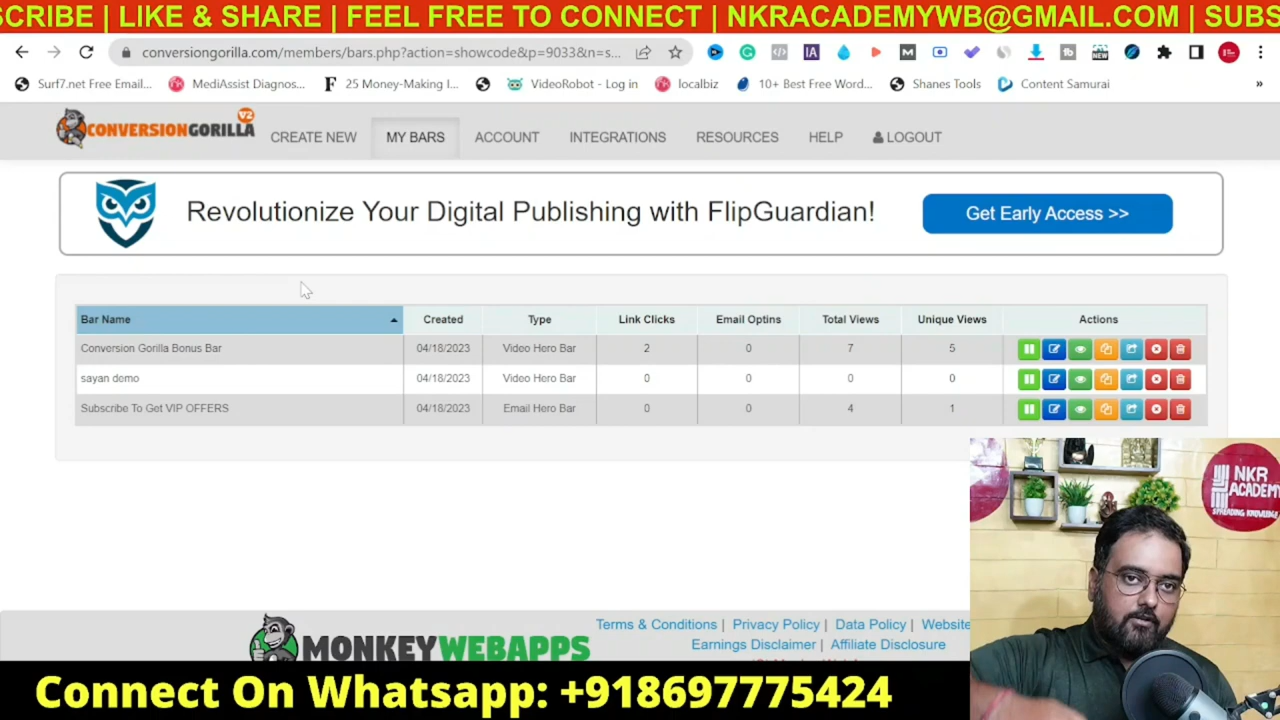 SCRIBE | LIKE & SHARE | FEEL FREE TO CONNECT | NKRACADEMYWB@GMAIL.COM | SUBS
conversiongorilla.com/members/bars.php?action=showcode&p=9033&n=s...
Surf7.net Free Email... MediAssist Diagnos... 25 Money-Making I... VideoRobot - Log in localbiz 10+ Best Free Word... Shanes Tools Content Samurai »
CONVERSIONGORILLA V2 CREATE NEW MY BARS ACCOUNT INTEGRATIONS RESOURCES HELP LOGOUT
Revolutionize Your Digital Publishing with FlipGuardian! Get Early Access >>
Bar Name Created Type Link Clicks Email Optins Total Views Unique Views Actions
Conversion Gorilla Bonus Bar 04/18/2023 Video Hero Bar 2 0 7 5
sayan demo 04/18/2023 Video Hero Bar 0 0 0 0
Subscribe To Get VIP OFFERS 04/18/2023 Email Hero Bar 0 0 4 1
NKR
ACADEMY
SPREADING KNOWLEDGE
Terms & Conditions | Privacy Policy | Data Policy | Website
MONKEYWEBAPPS
Earnings Disclaimer | Affiliate Disclosure
Connect On Whatsapp: +918697775424